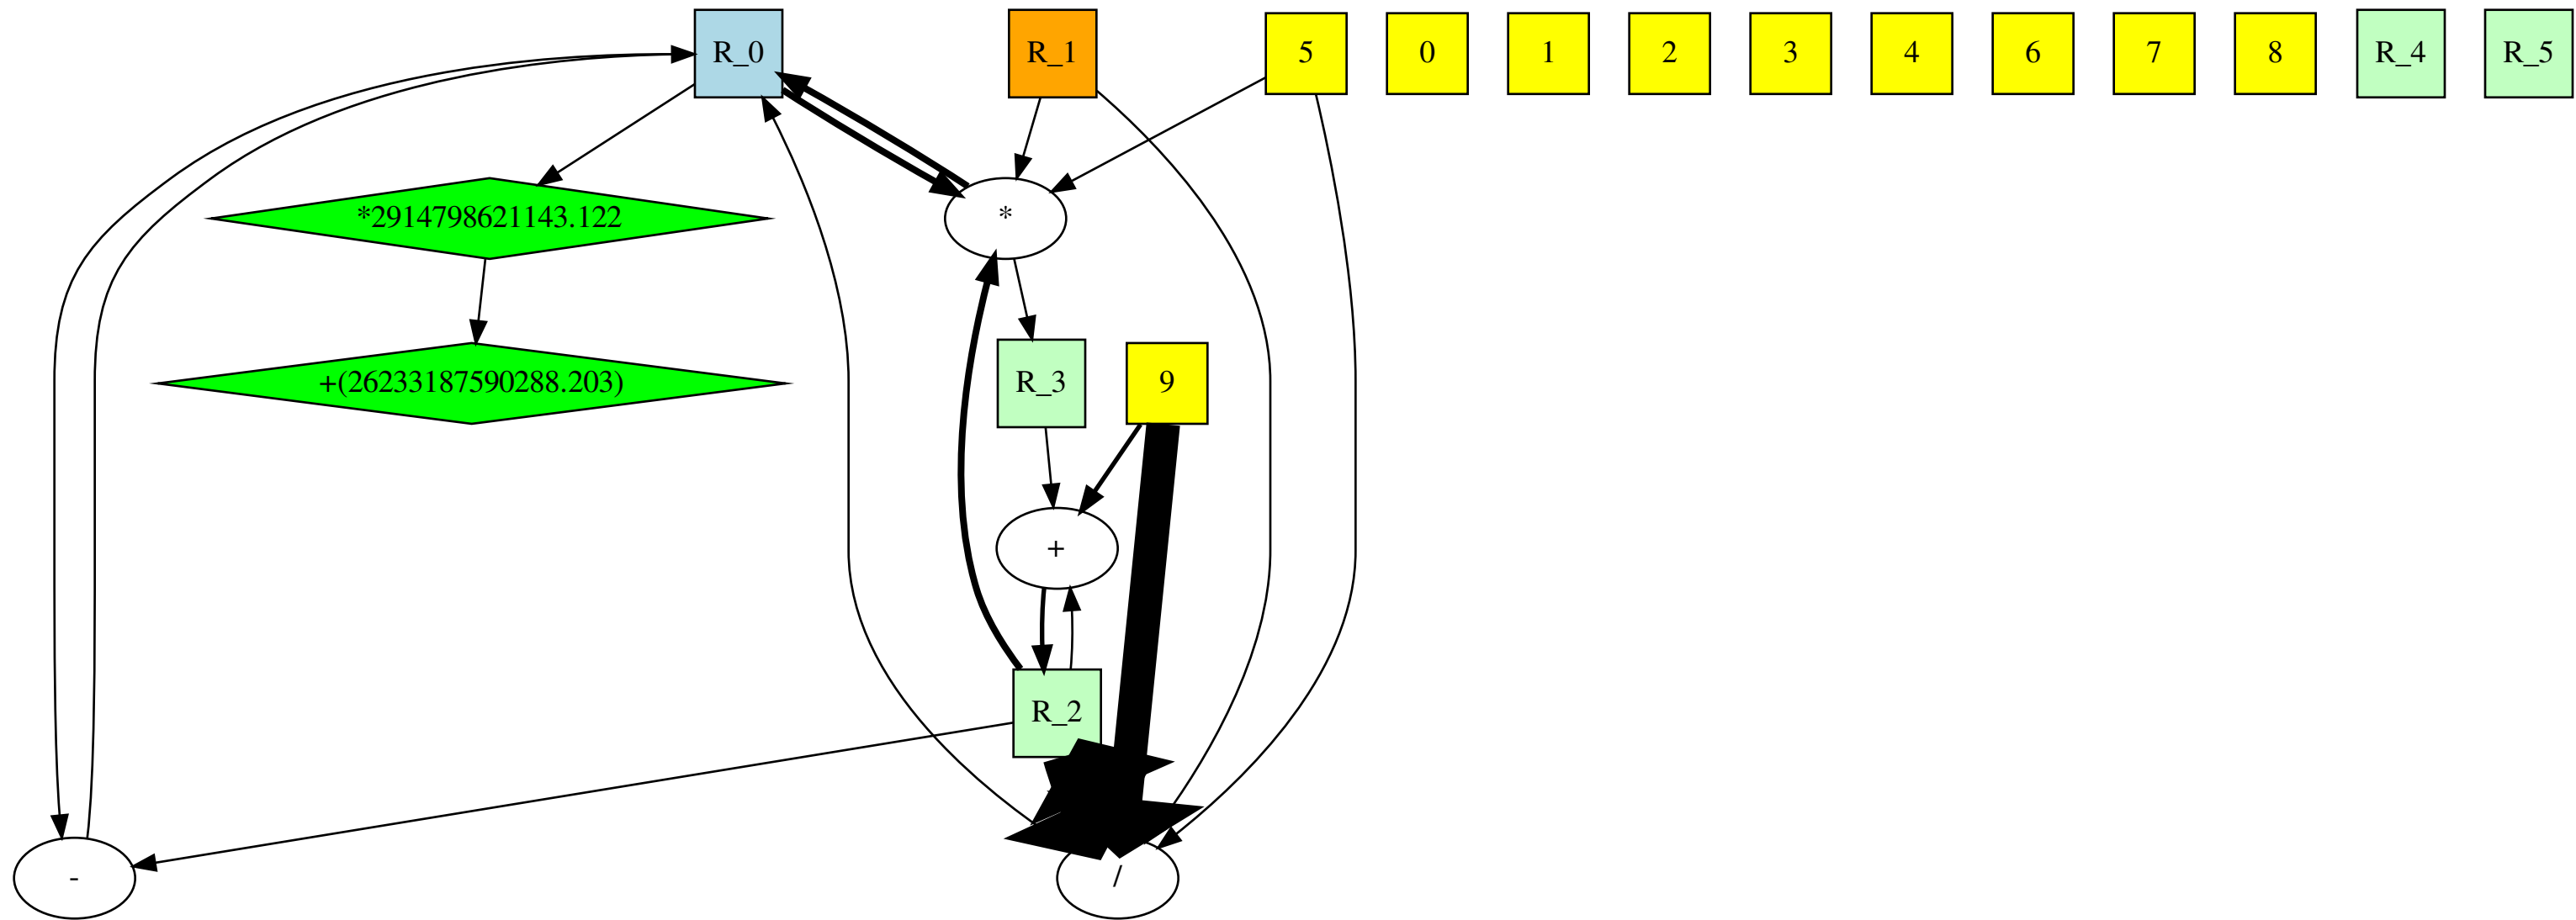 R_0
R_1
5
0
1
2
3
4
6
7
8
R_4
R_5
*2914798621143.122
*
+(26233187590288.203)
R_3
9
+
R_2
-
/